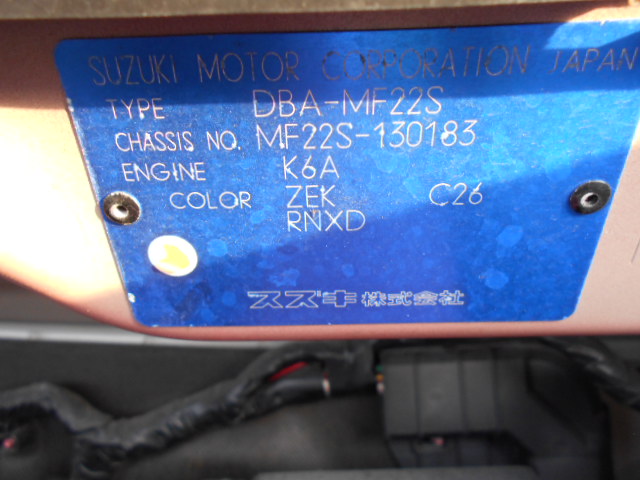 SUZUKI MOTOR CORPORATION JAPAN
TYPE DBA-MF22S
CHASSIS NO. MF22S-130183
ENGINE K6A
COLOR ZEK C26
RNXD
スズキ株式会社